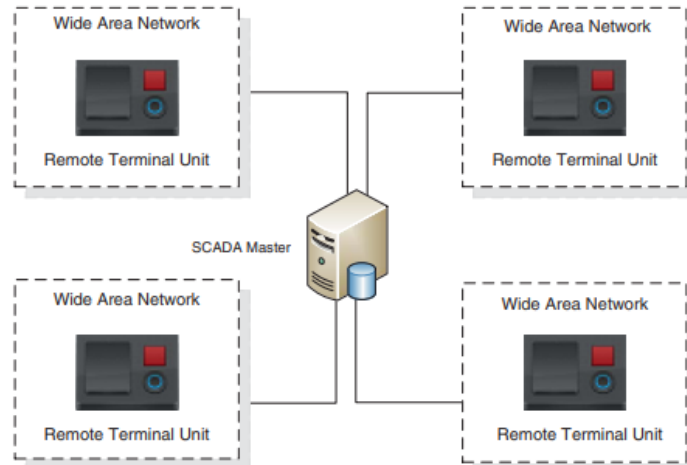 Wide Area Network
Remote Terminal Unit
Wide Area Network
Remote Terminal Unit
SCADA Master
Wide Area Network
Remote Terminal Unit
Wide Area Network
Remote Terminal Unit